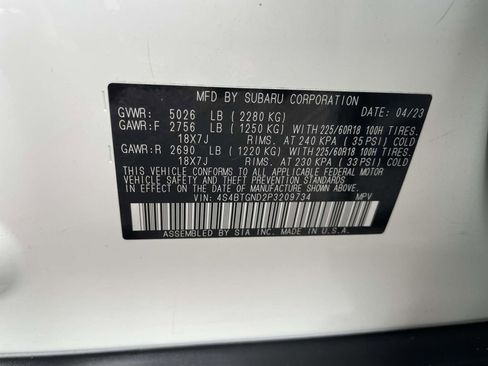 MFD BY SUBARU CORPORATION DATE: 04/23
GVWR: 5026 LB (2280 KG)
GAWR:F 2756 LB (1250 KG) WITH 225/60R18 100H TIRES.
18X7J RIMS. AT 240 KPA (35 PSI) COLD
GAWR:R 2690 LB (1220 KG) WITH 225/60R18 100H TIRES.
18X7J RIMS. AT 230 KPA (33 PSI) COLD
THIS VEHICLE CONFORMS TO ALL APPLICABLE FEDERAL MOTOR
VEHICLE SAFETY AND THEFT PREVENTION STANDARDS IN
EFFECT ON THE DATE OF MANUFACTURE SHOWN ABOVE.
VIN: 4S4BTGND2P3209734 MPV
ASSEMBLED BY SIA INC. MADE IN U.S.A.